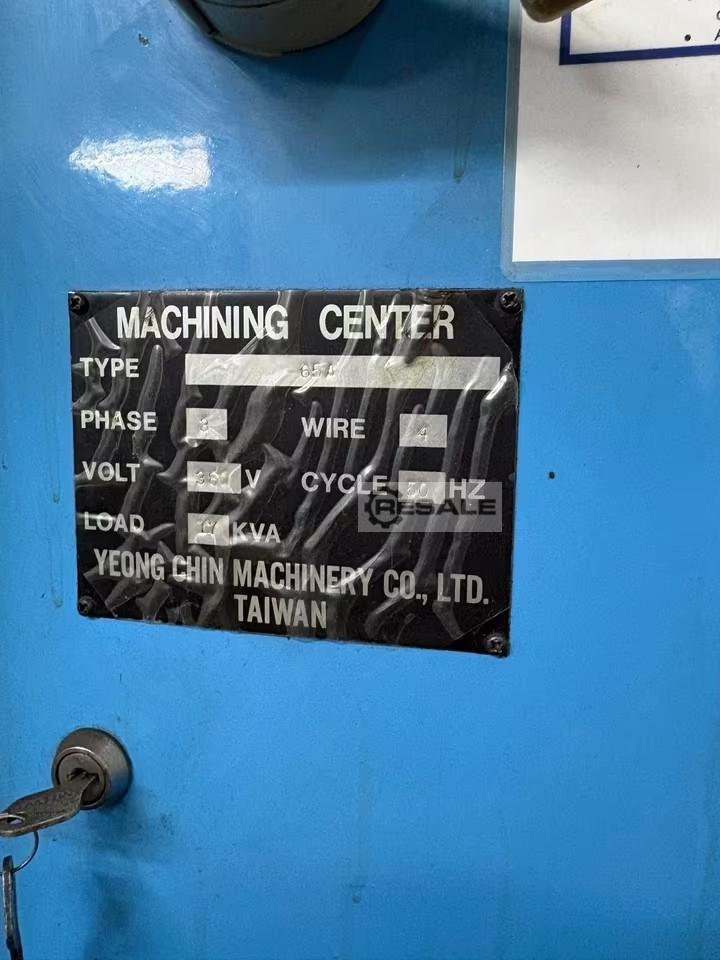 MACHINING CENTER
TYPE 65A
PHASE 3 WIRE 4
VOLT V CYCLE 50 HZ
LOAD KVA
RESALE
YEONG CHIN MACHINERY CO., LTD.
TAIWAN